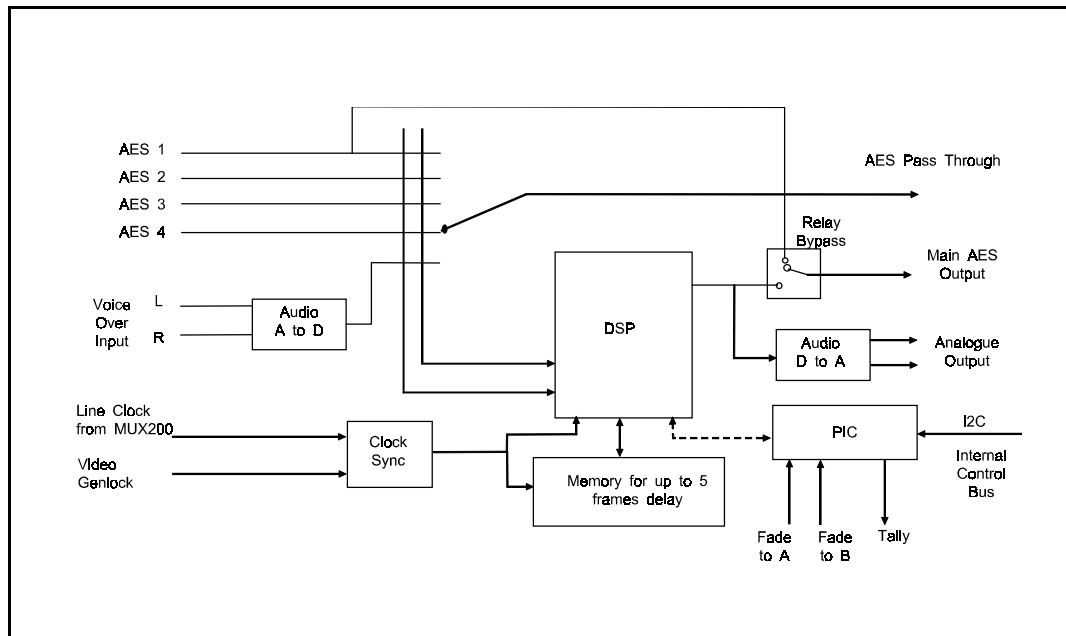 AES 1
AES 2
AES 3
AES 4
AES Pass Through
Relay
Bypass
Main AES
Output
Voice
Over
Input
L
R
Audio
A to D
DSP
Audio
D to A
Analogue
Output
Line Clock
from MUX200
Video
Genlock
Clock
Sync
Memory for up to 5
frames delay
PIC
I2C
Internal
Control
Bus
Fade
to A
Fade
to B
Tally